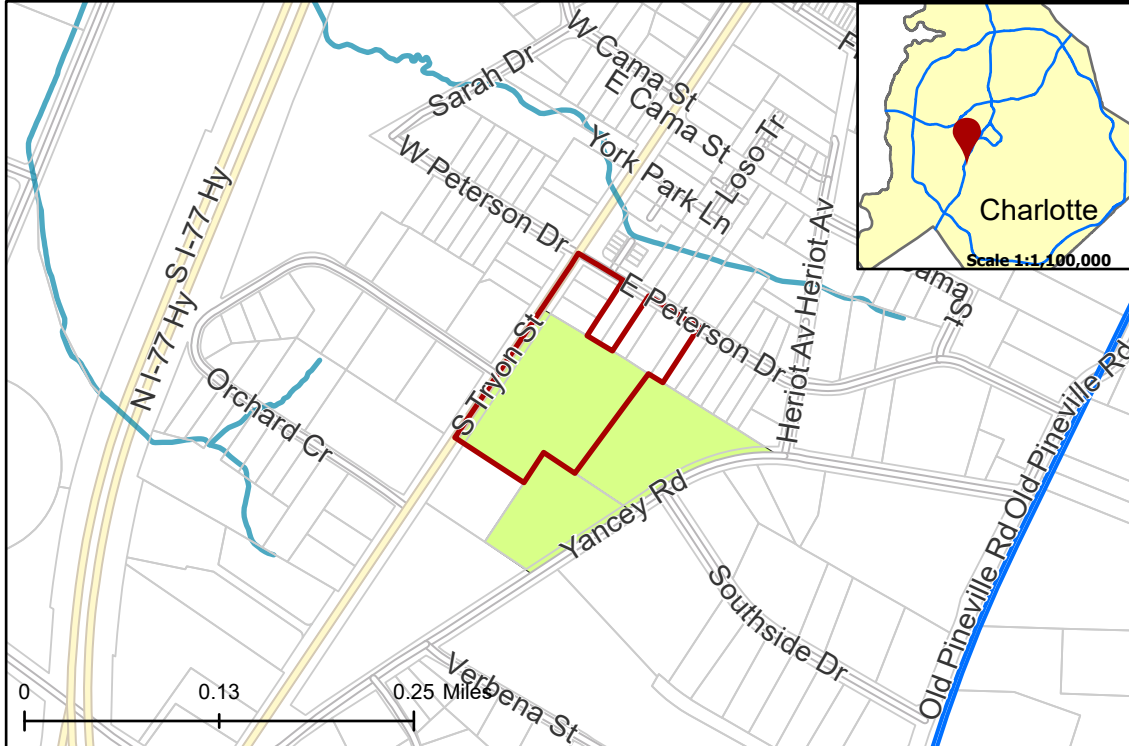 W Cama St
E Cama St
Sarah Dr
Loso Tr
York Park Ln
W Peterson Dr
Charlotte
Scale 1:1,100,000
S I-77 Hy
N I-77 Hy
E Peterson Dr
Heriot Av
Heriot Av
St
S Tryon St
Orchard Cr
Old Pineville Rd
Old Pineville Rd
Yancey Rd
Southside Dr
Verbena St
0
0.13
0.25 Miles